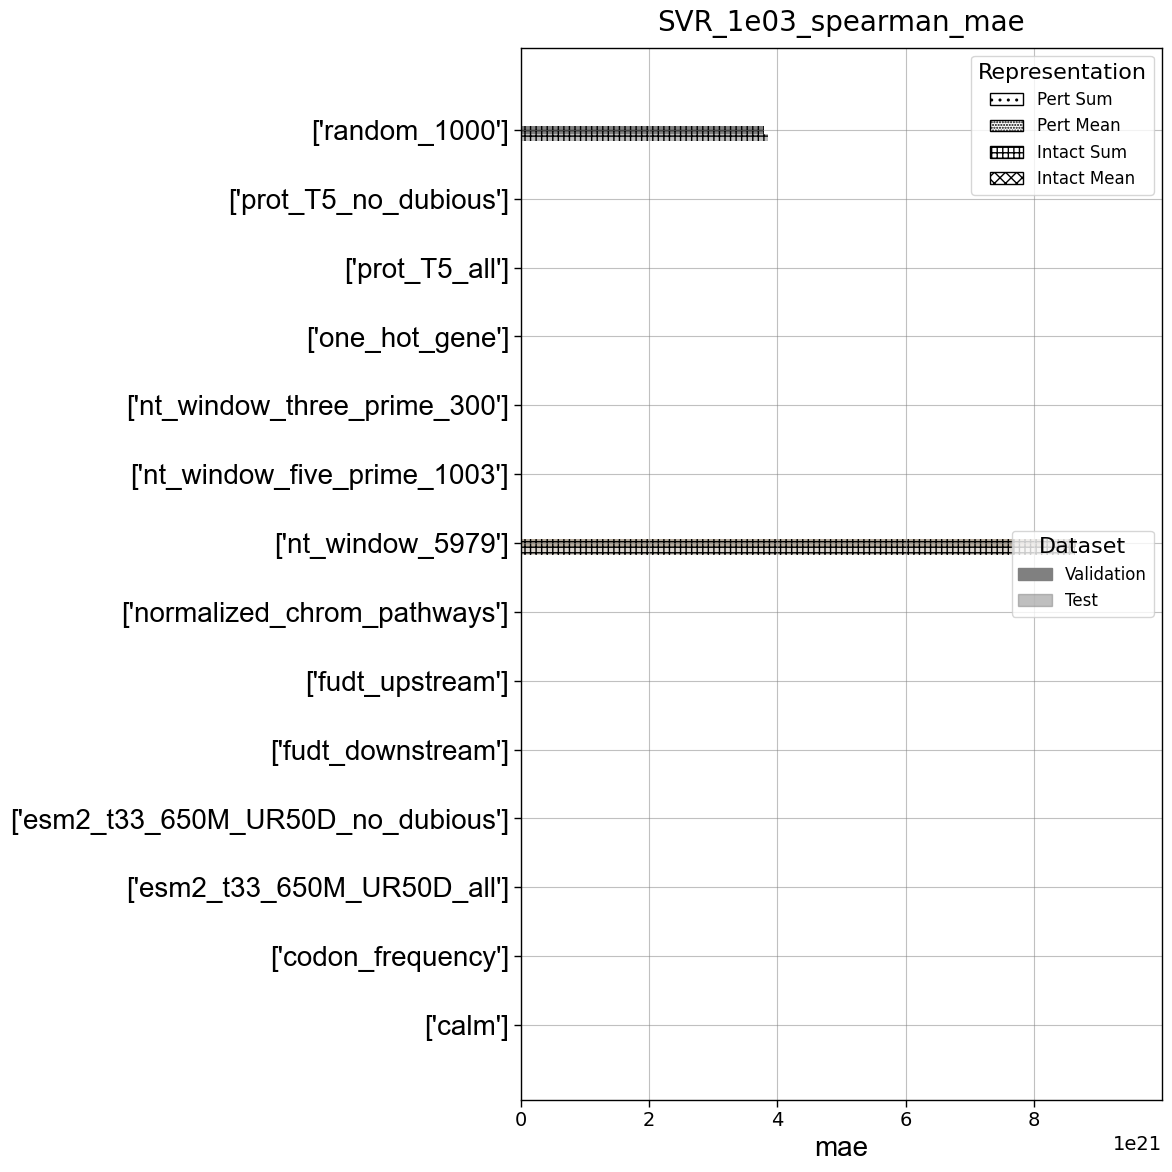 SVR_1e03_spearman_mae
Representation
Pert Sum
Pert Mean
Intact Sum
Intact Mean
['random_1000']
['prot_T5_no_dubious']
['prot_T5_all']
['one_hot_gene']
['nt_window_three_prime_300']
['nt_window_five_prime_1003']
['nt_window_5979']
Dataset
Validation
Test
['normalized_chrom_pathways']
['fudt_upstream']
['fudt_downstream']
['esm2_t33_650M_UR50D_no_dubious']
['esm2_t33_650M_UR50D_all']
['codon_frequency']
['calm']
0 2 4 6 8
1e21
mae